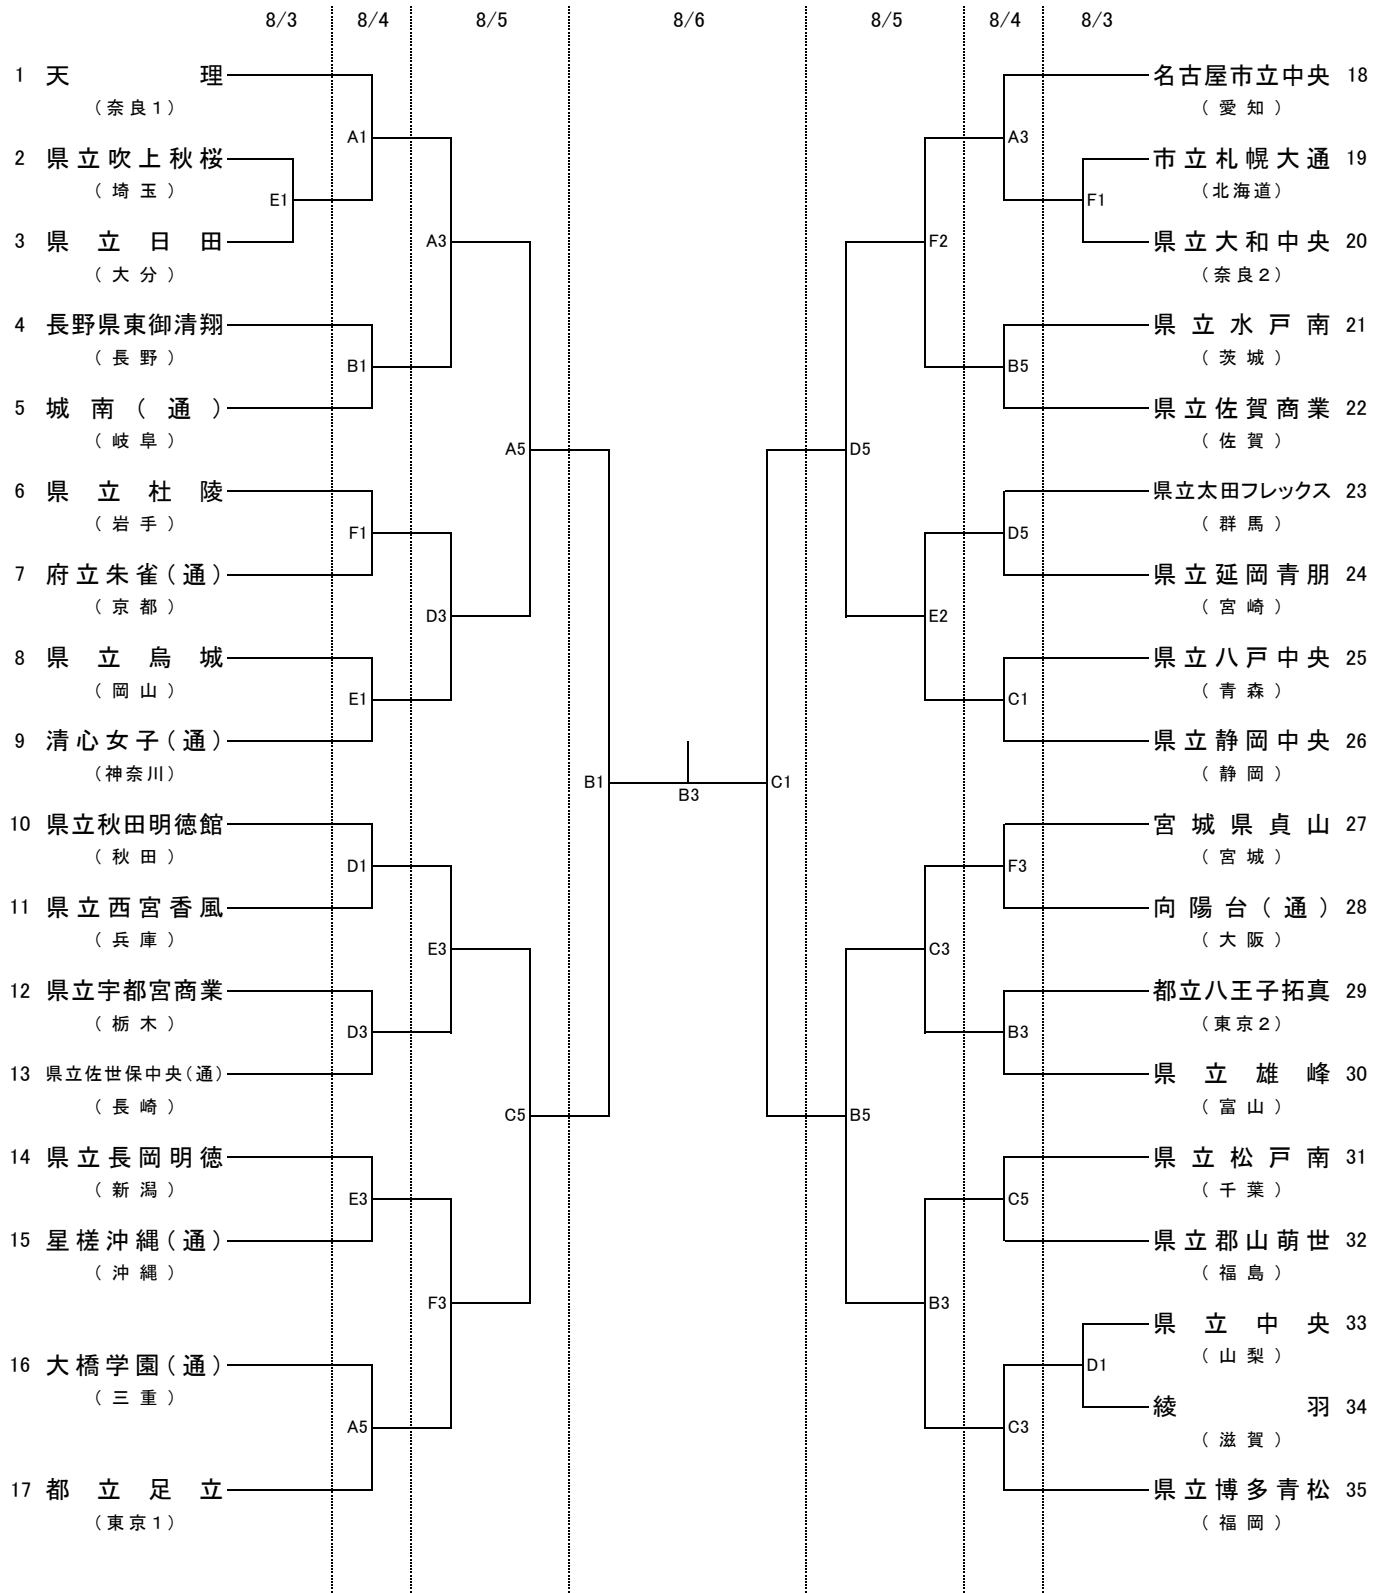 8/3 8/4 8/5 8/6 8/5 8/4 8/3
1 天理
（奈良1）
2 県立吹上秋桜
（埼玉）
E1
3 県立日田
（大分）
A1
4 長野県東御清翔
（長野）
B1
5 城南(通)
（岐阜）
A3
6 県立杜陵
（岩手）
F1
7 府立朱雀(通)
（京都）
8 県立烏城
（岡山）
E1
9 清心女子(通)
（神奈川）
D3
A5
10 県立秋田明徳館
（秋田）
D1
11 県立西宮香風
（兵庫）
12 県立宇都宮商業
（栃木）
D3
13 県立佐世保中央(通)
（長崎）
E3
14 県立長岡明徳
（新潟）
E3
15 星槎沖縄(通)
（沖縄）
16 大橋学園(通)
（三重）
A5
17 都立足立
（東京1）
F3
C5
B1
B3
C1
名古屋市立中央 18
（愛知）
市立札幌大通 19
（北海道）
F1
県立大和中央 20
（奈良2）
A3
県立水戸南 21
（茨城）
B5
県立佐賀商業 22
（佐賀）
F2
県立太田フレックス 23
（群馬）
D5
県立延岡青朋 24
（宮崎）
県立八戸中央 25
（青森）
C1
県立静岡中央 26
（静岡）
E2
D5
宮城県貞山 27
（宮城）
F3
向陽台(通) 28
（大阪）
都立八王子拓真 29
（東京2）
B3
県立雄峰 30
（富山）
C3
県立松戸南 31
（千葉）
C5
県立郡山萌世 32
（福島）
県立中央 33
（山梨）
D1
綾羽 34
（滋賀）
C3
県立博多青松 35
（福岡）
B3
B5